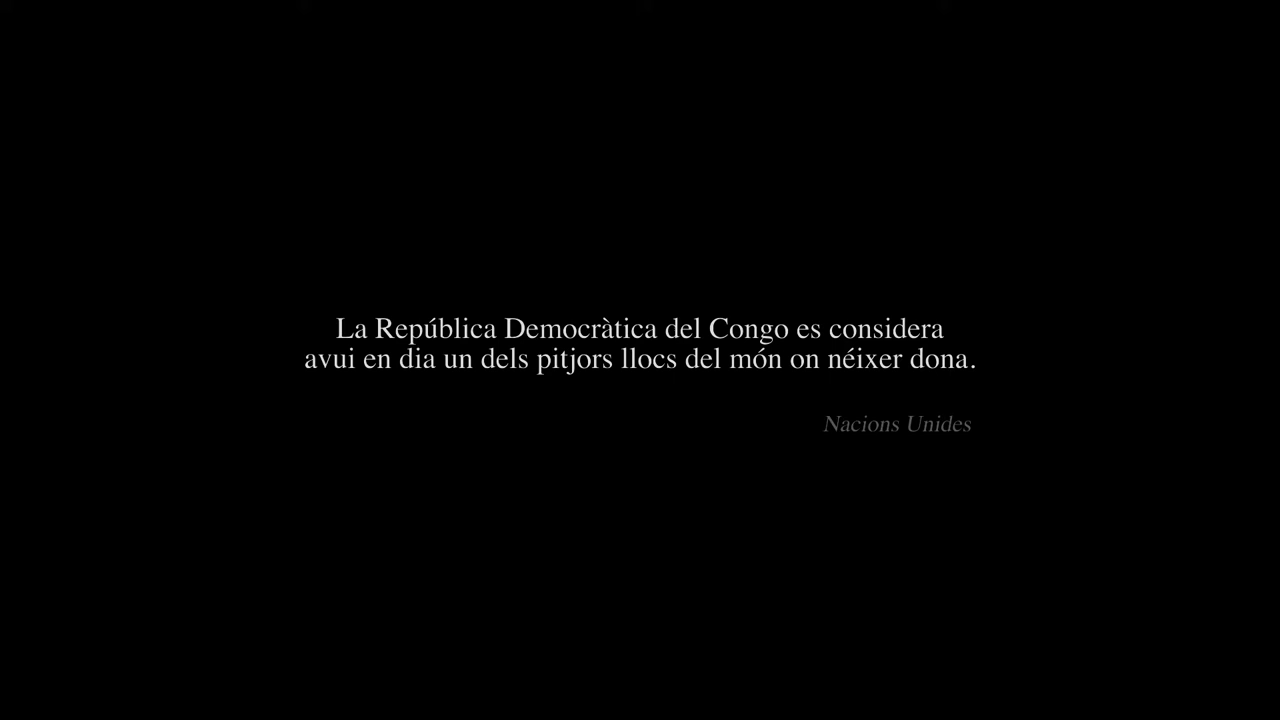 La República Democràtica del Congo es considera
avui en dia un dels pitjors llocs del món on néixer dona.
Nacions Unides